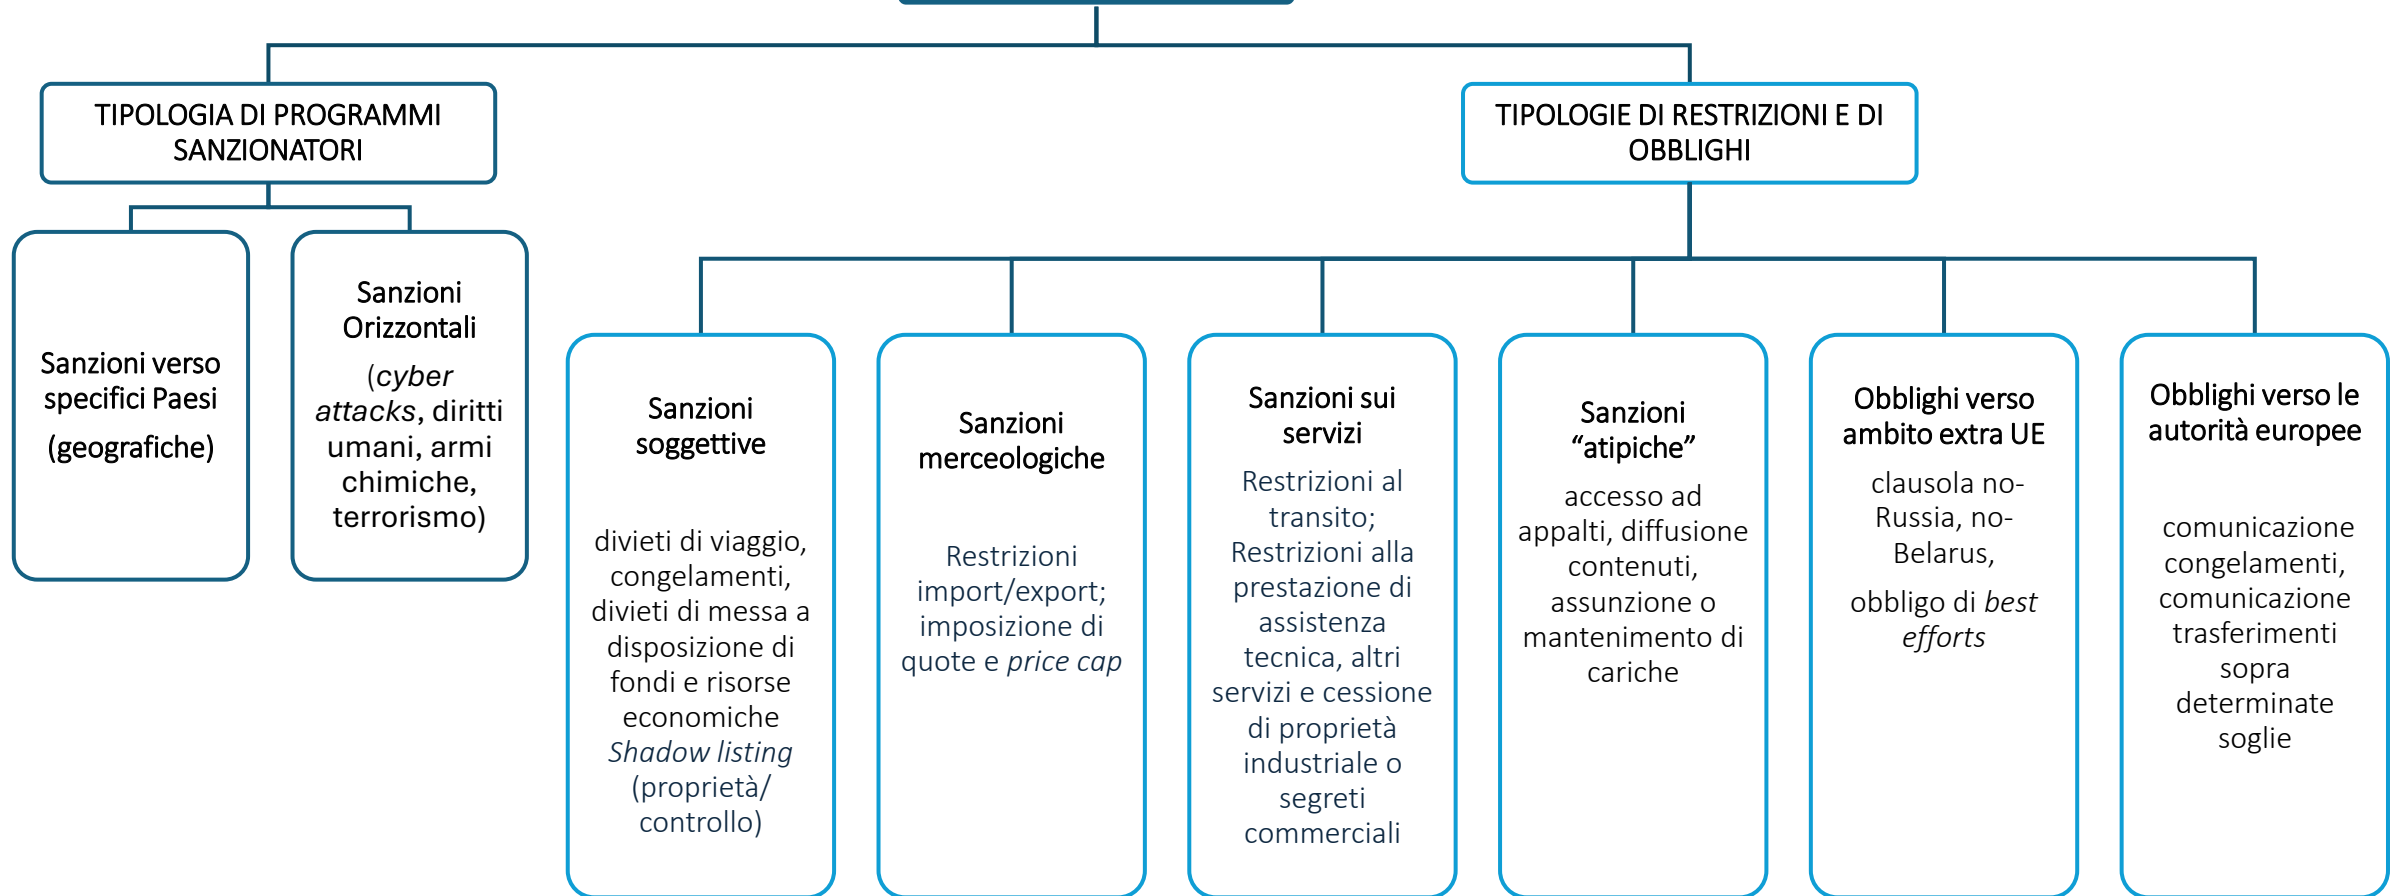 TIPOLOGIA DI PROGRAMMI
SANZIONATORI
TIPOLOGIE DI RESTRIZIONI E DI
OBBLIGHI
Sanzioni verso
specifici Paesi
(geografiche)
Sanzioni
Orizzontali
(cyber
attacks, diritti
umani, armi
chimiche,
terrorismo)
Sanzioni
soggettive
divieti di viaggio,
congelamenti,
divieti di messa a
disposizione di
fondi e risorse
economiche
Shadow listing
(proprietà/
controllo)
Sanzioni
merceologiche
Restrizioni
import/export;
imposizione di
quote e price cap
Sanzioni sui
servizi
Restrizioni al
transito;
Restrizioni alla
prestazione di
assistenza
tecnica, altri
servizi e cessione
di proprietà
industriale o
segreti
commerciali
Sanzioni
“atipiche”
accesso ad
appalti, diffusione
contenuti,
assunzione o
mantenimento di
cariche
Obblighi verso
ambito extra UE
clausola no-
Russia, no-
Belarus,
obbligo di best
efforts
Obblighi verso le
autorità europee
comunicazione
congelamenti,
comunicazione
trasferimenti
sopra
determinate
soglie